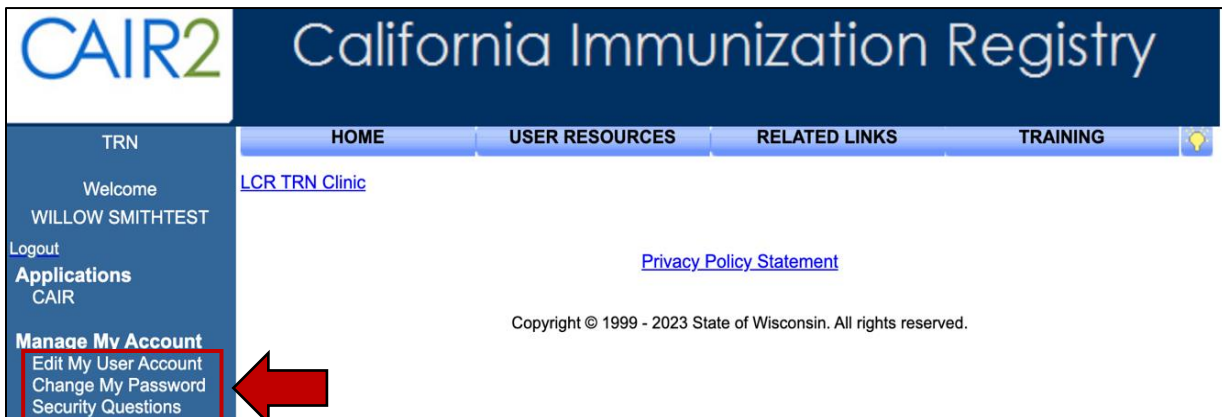 CAIR2
California Immunization Registry
TRN
HOME USER RESOURCES RELATED LINKS TRAINING
Welcome
WILLOW SMITHTEST
Logout
Applications
CAIR
Manage My Account
Edit My User Account
Change My Password
Security Questions
LCR TRN Clinic
Privacy Policy Statement
Copyright © 1999 - 2023 State of Wisconsin. All rights reserved.